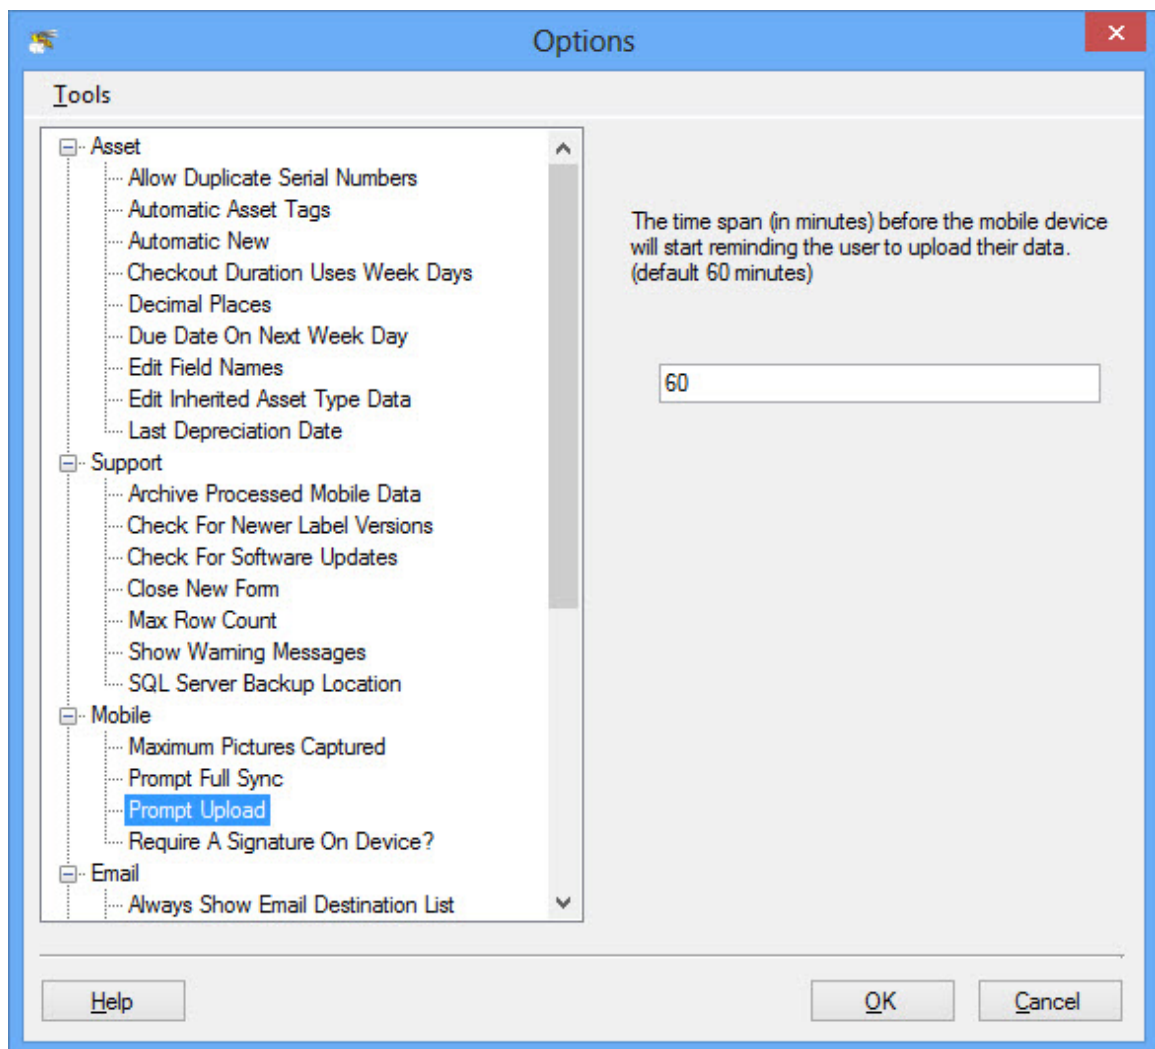 Options
Tools
Asset
Allow Duplicate Serial Numbers
Automatic Asset Tags
Automatic New
Checkout Duration Uses Week Days
Decimal Places
Due Date On Next Week Day
Edit Field Names
Edit Inherited Asset Type Data
Last Depreciation Date
Support
Archive Processed Mobile Data
Check For Newer Label Versions
Check For Software Updates
Close New Form
Max Row Count
Show Warning Messages
SQL Server Backup Location
Mobile
Maximum Pictures Captured
Prompt Full Sync
Prompt Upload
Require A Signature On Device?
Email
Always Show Email Destination List
The time span (in minutes) before the mobile device
will start reminding the user to upload their data.
(default 60 minutes)
60
Help
OK
Cancel